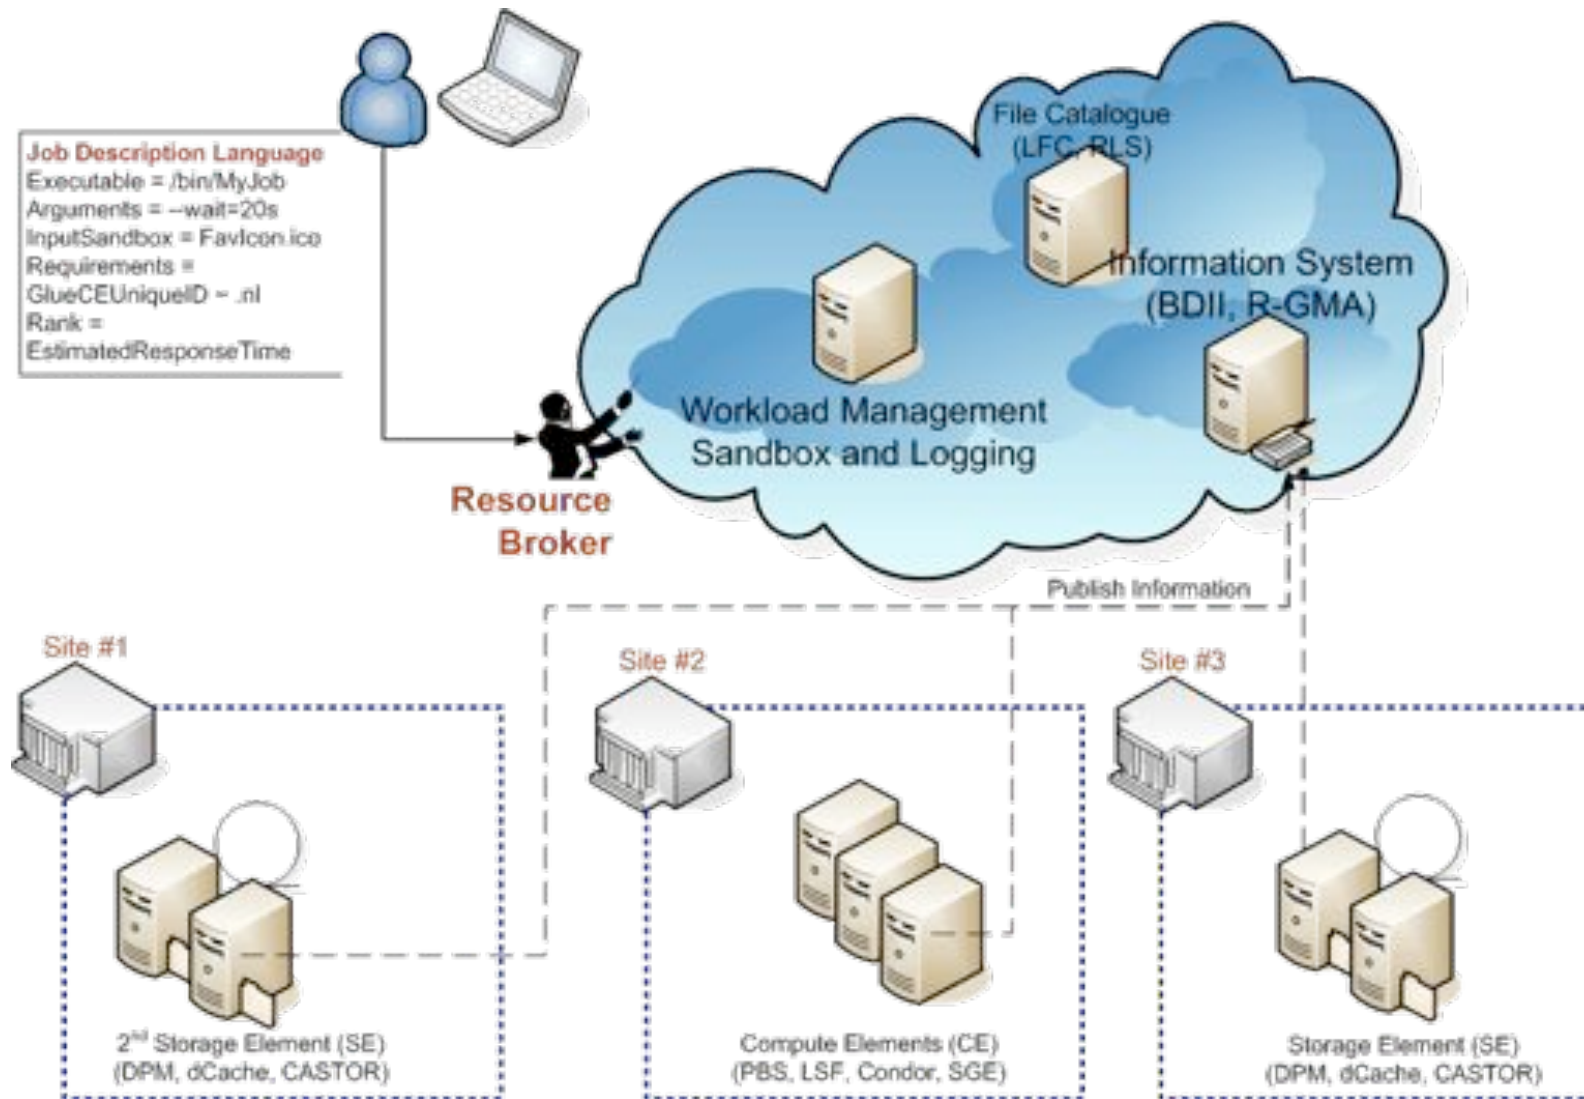 Job Description Language
Executable = /bin/MyJob
Arguments = --wait=20s
InputSandbox = FavIcon.ico
Requirements =
GlueCEUniqueID ~ .nl
Rank =
EstimatedResponseTime
File Catalogue
(LFC, RLS)
Information System
(BDII, R-GMA)
Workload Management
Sandbox and Logging
Resource
Broker
Publish Information
Site #1
Site #2
Site #3
2nd Storage Element (SE)
(DPM, dCache, CASTOR)
Compute Elements (CE)
(PBS, LSF, Condor, SGE)
Storage Element (SE)
(DPM, dCache, CASTOR)